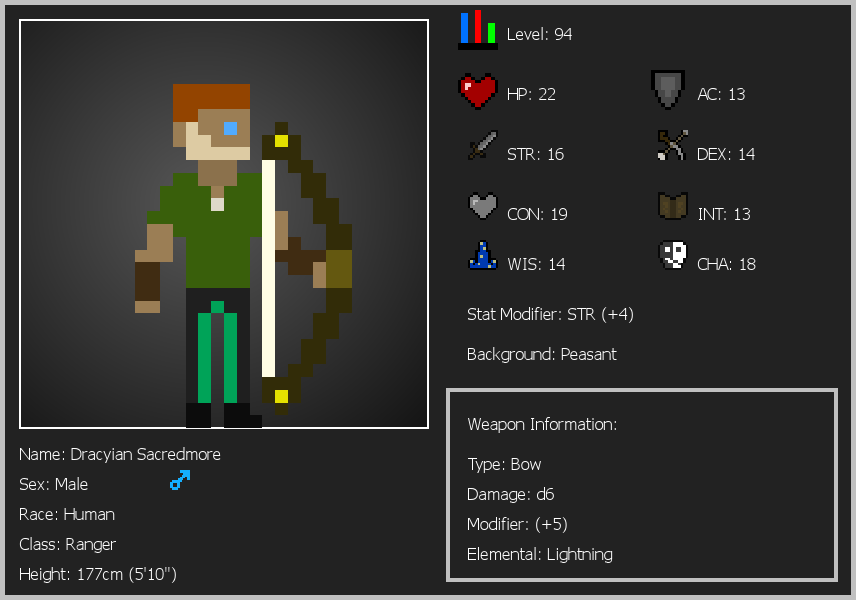 Level: 94
HP: 22
AC: 13
STR: 16
DEX: 14
CON: 19
INT: 13
WIS: 14
CHA: 18
Stat Modifier: STR (+4)
Background: Peasant
Weapon Information:
Type: Bow
Damage: d6
Modifier: (+5)
Elemental: Lightning
Name: Dracyian Sacredmore
Sex: Male
Race: Human
Class: Ranger
Height: 177cm (5'10")